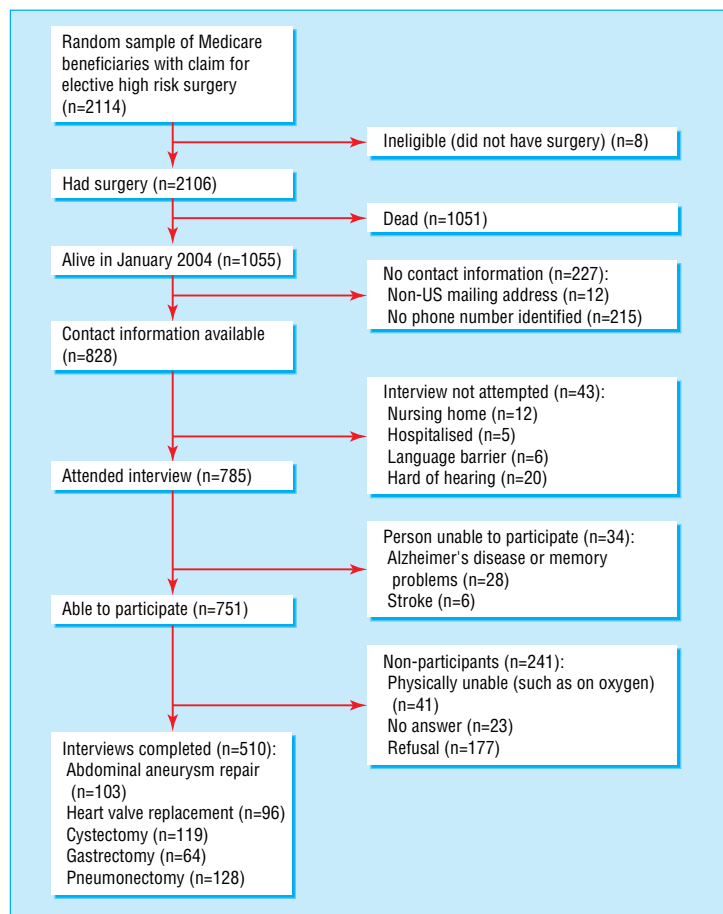 Random sample of Medicare
beneficiaries with claim for
elective high risk surgery
(n=2114)
Ineligible (did not have surgery) (n=8)
Had surgery (n=2106)
Dead (n=1051)
Alive in January 2004 (n=1055)
No contact information (n=227):
Non-US mailing address (n=12)
No phone number identified (n=215)
Contact information available
(n=828)
Interview not attempted (n=43):
Nursing home (n=12)
Hospitalised (n=5)
Language barrier (n=6)
Hard of hearing (n=20)
Attended interview (n=785)
Person unable to participate (n=34):
Alzheimer's disease or memory
problems (n=28)
Stroke (n=6)
Able to participate (n=751)
Non-participants (n=241):
Physically unable (such as on oxygen)
(n=41)
No answer (n=23)
Refusal (n=177)
Interviews completed (n=510):
Abdominal aneurysm repair
(n=103)
Heart valve replacement (n=96)
Cystectomy (n=119)
Gastrectomy (n=64)
Pneumonectomy (n=128)